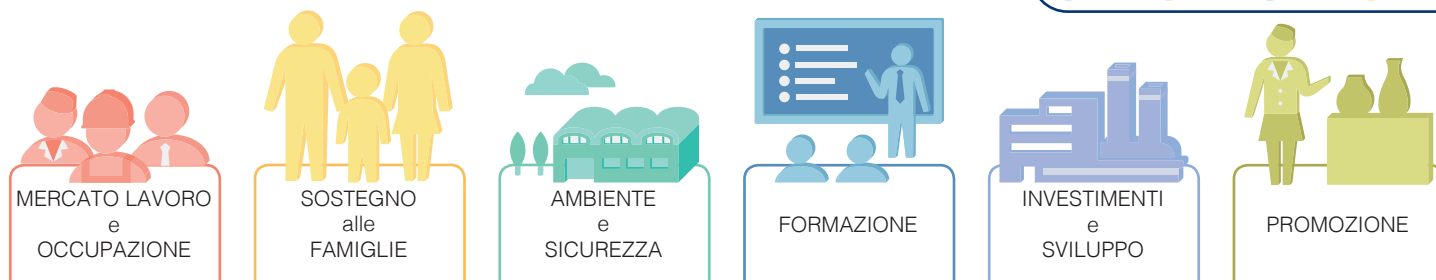 MERCATO LAVORO
e
OCCUPAZIONE
SOSTEGNO
alle
FAMIGLIE
AMBIENTE
e
SICUREZZA
FORMAZIONE
INVESTIMENTI
e
SVILUPPO
PROMOZIONE